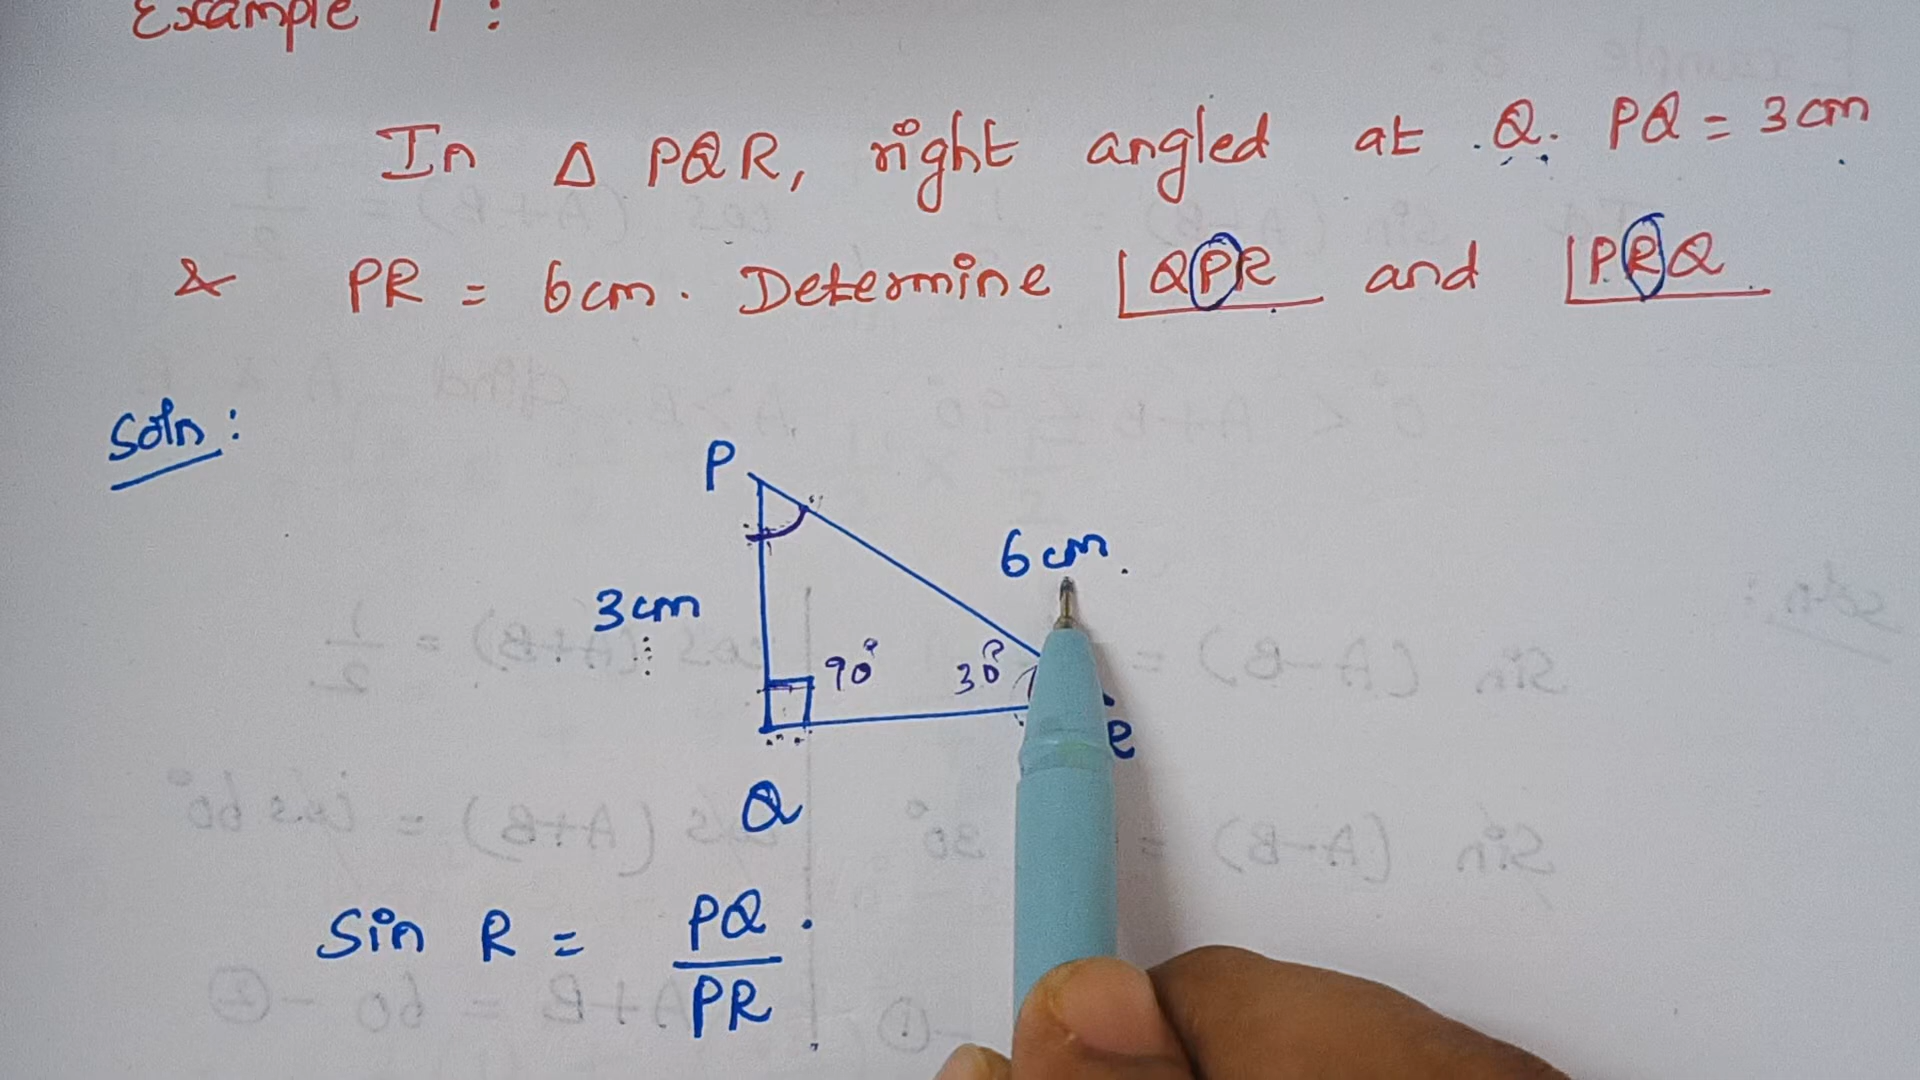 Example 1 :
In Δ PQR, right angled at Q. PQ = 3cm
& PR = 6cm. Determine ∠QPR and ∠PRQ
Soln :
P
6cm.
3cm
90° 30°
Q
Sin R = PQ/PR